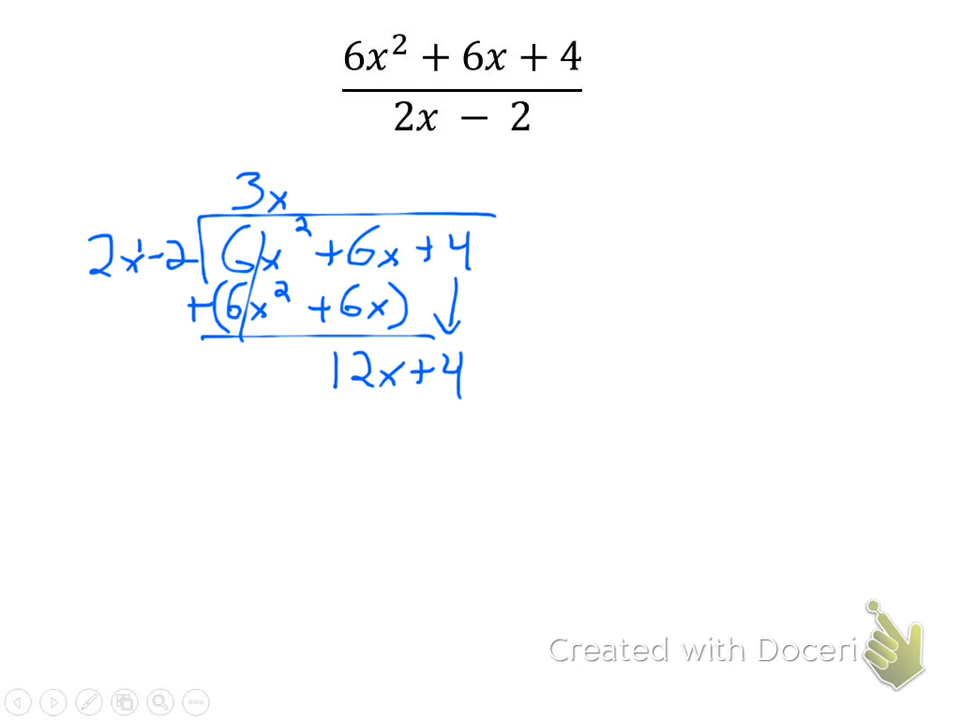 6x² + 6x + 4
2x − 2
3x
2x−2 6x² +6x+4
+(6x² +6x)
12x+4
Created with Doceri